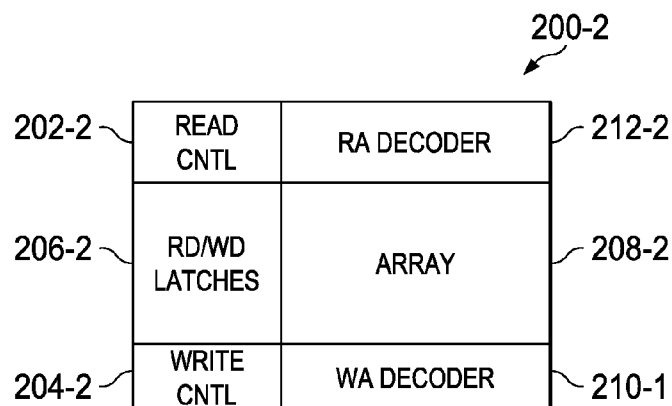 200-2
202-2
READ
CNTL
RA DECODER
212-2
206-2
RD/WD
LATCHES
ARRAY
208-2
204-2
WRITE
CNTL
WA DECODER
210-1